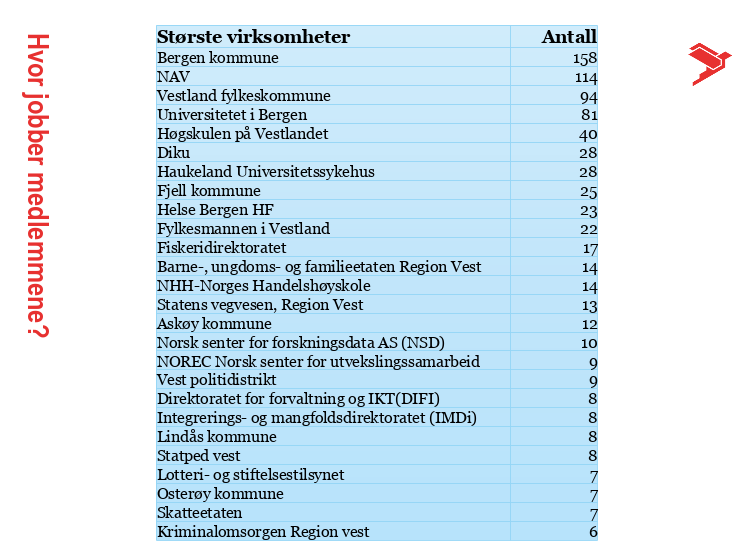 Hvor jobber medlemmene?
Største virksomheter Antall
Bergen kommune 158
NAV 114
Vestland fylkeskommune 94
Universitetet i Bergen 81
Høgskulen på Vestlandet 40
Diku 28
Haukeland Universitetssykehus 28
Fjell kommune 25
Helse Bergen HF 23
Fylkesmannen i Vestland 22
Fiskeridirektoratet 17
Barne-, ungdoms- og familieetaten Region Vest 14
NHH-Norges Handelshøyskole 14
Statens vegvesen, Region Vest 13
Askøy kommune 12
Norsk senter for forskningsdata AS (NSD) 10
NOREC Norsk senter for utvekslingssamarbeid 9
Vest politidistrikt 9
Direktoratet for forvaltning og IKT(DIFI) 8
Integrerings- og mangfoldsdirektoratet (IMDi) 8
Lindås kommune 8
Statped vest 8
Lotteri- og stiftelsestilsynet 7
Osterøy kommune 7
Skatteetaten 7
Kriminalomsorgen Region vest 6